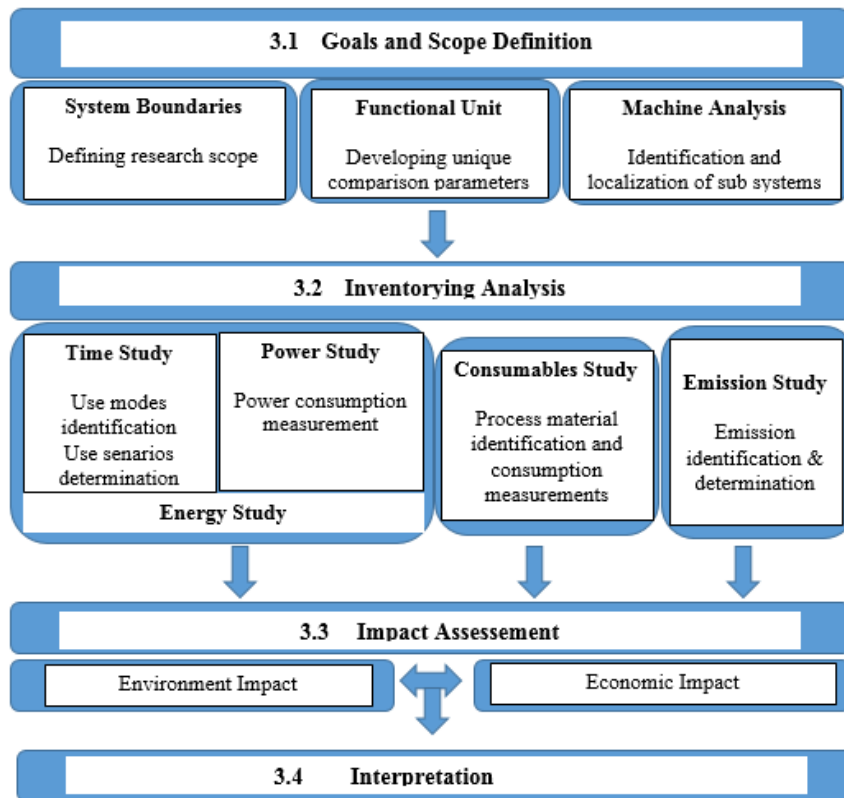 3.1 Goals and Scope Definition
System Boundaries
Defining research scope
Functional Unit
Developing unique
comparison parameters
Machine Analysis
Identification and
localization of sub systems
3.2 Inventorying Analysis
Time Study
Use modes
identification
Use senarios
determination
Power Study
Power consumption
measurement
Energy Study
Consumables Study
Process material
identification and
consumption
measurements
Emission Study
Emission
identification &
determination
3.3 Impact Assessement
Environment Impact
Economic Impact
3.4 Interpretation